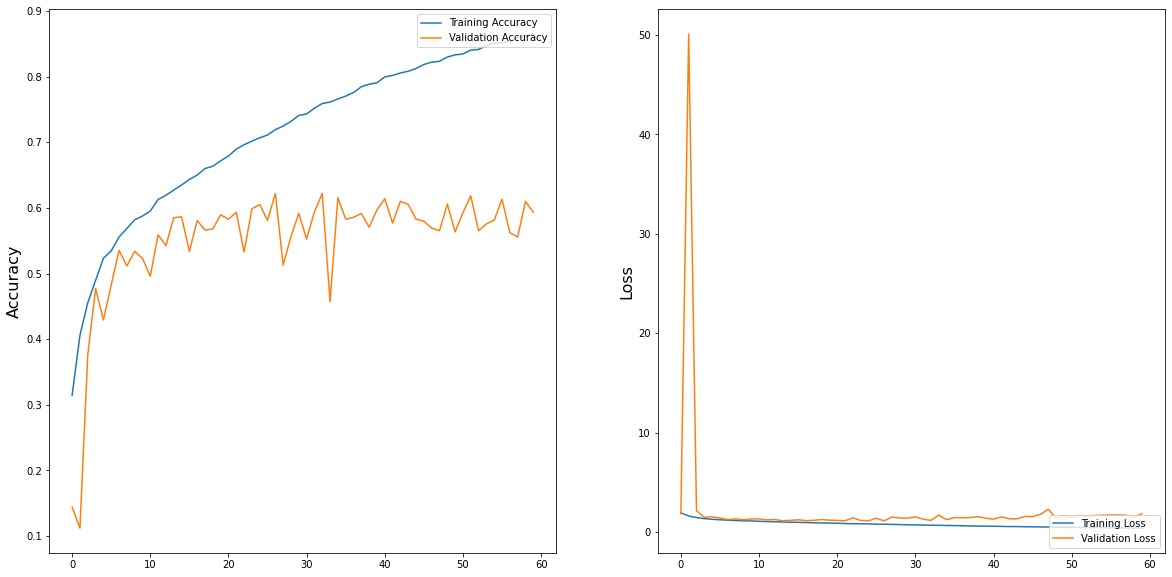 Training Accuracy
Validation Accuracy
Accuracy
0.9
0.8
0.7
0.6
0.5
0.4
0.3
0.2
0.1
0 10 20 30 40 50 60
Loss
50
40
30
20
10
0
Training Loss
Validation Loss
0 10 20 30 40 50 60